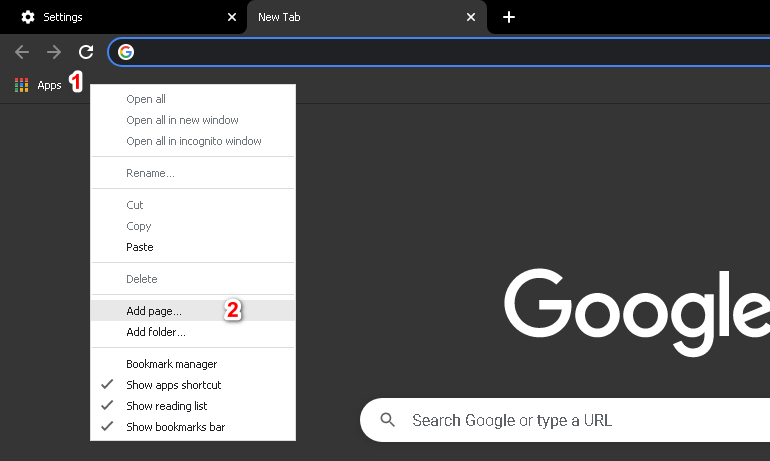 Settings
New Tab
Apps
1
Open all
Open all in new window
Open all in incognito window
Rename...
Cut
Copy
Paste
Delete
Add page...
2
Add folder...
Bookmark manager
Show apps shortcut
Show reading list
Show bookmarks bar
Google
Search Google or type a URL